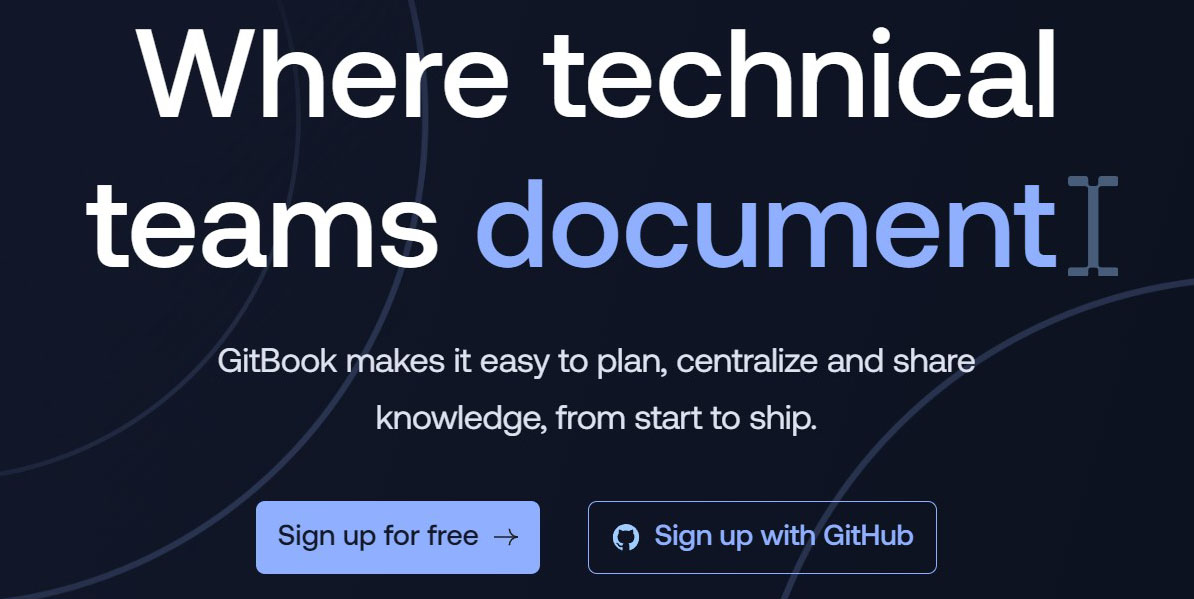 Where technical
teams document
GitBook makes it easy to plan, centralize and share
knowledge, from start to ship.
Sign up for free →
Sign up with GitHub